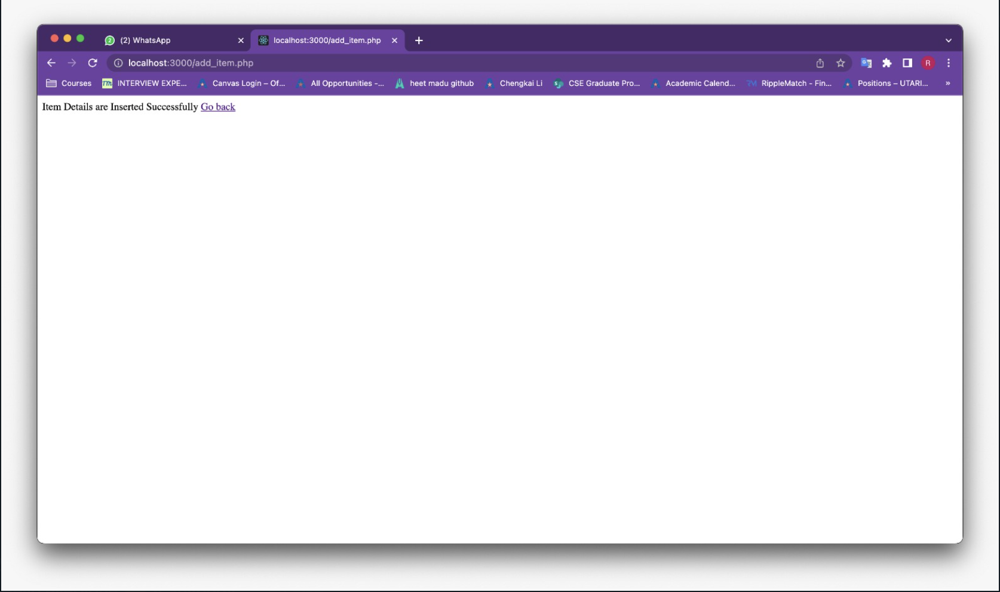 (2) WhatsApp localhost:3000/add_item.php
localhost:3000/add_item.php R
Courses INTERVIEW EXPE... Canvas Login – Of... All Opportunities -... heet madu github Chengkai Li CSE Graduate Pro... Academic Calend... RippleMatch - Fin... Positions – UTARI... »
Item Details are Inserted Successfully Go back